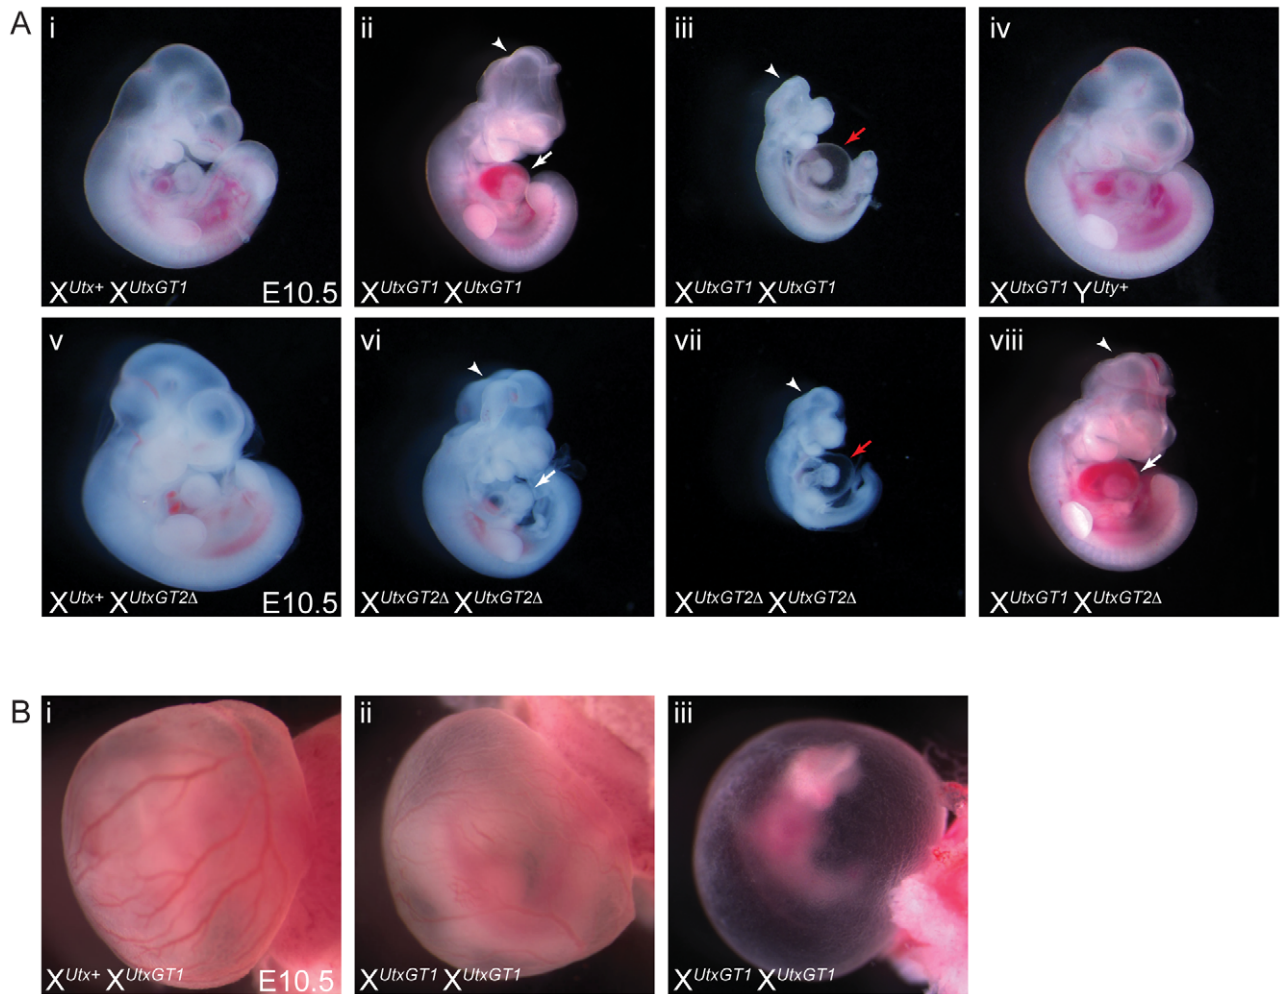 A
i
ii
iii
iv
X^Utx+ X^UtxGT1 E10.5
X^UtxGT1 X^UtxGT1
X^UtxGT1 X^UtxGT1
X^UtxGT1 Y^Uty+
v
vi
vii
viii
X^Utx+ X^UtxGT2Δ E10.5
X^UtxGT2Δ X^UtxGT2Δ
X^UtxGT2Δ X^UtxGT2Δ
X^UtxGT1 X^UtxGT2Δ
B
i
ii
iii
X^Utx+ X^UtxGT1 E10.5
X^UtxGT1 X^UtxGT1
X^UtxGT1 X^UtxGT1